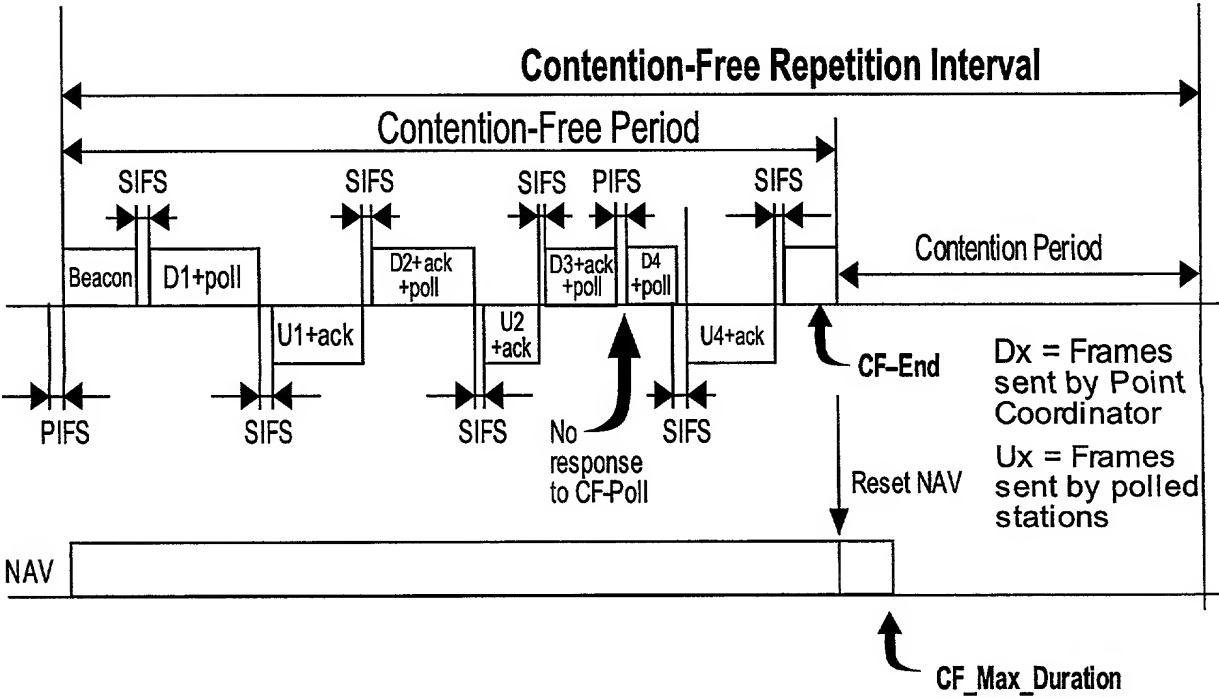 Contention-Free Repetition Interval
Contention-Free Period
SIFS
SIFS
SIFS
PIFS
SIFS
Contention Period
Beacon
D1+poll
D2+ack
+poll
D3+ack
+poll
D4
+poll
U1+ack
U2
+ack
U4+ack
PIFS
SIFS
SIFS
No
response
to CF-Poll
SIFS
CF–End
Dx = Frames
sent by Point
Coordinator
Ux = Frames
sent by polled
stations
Reset NAV
NAV
CF_Max_Duration